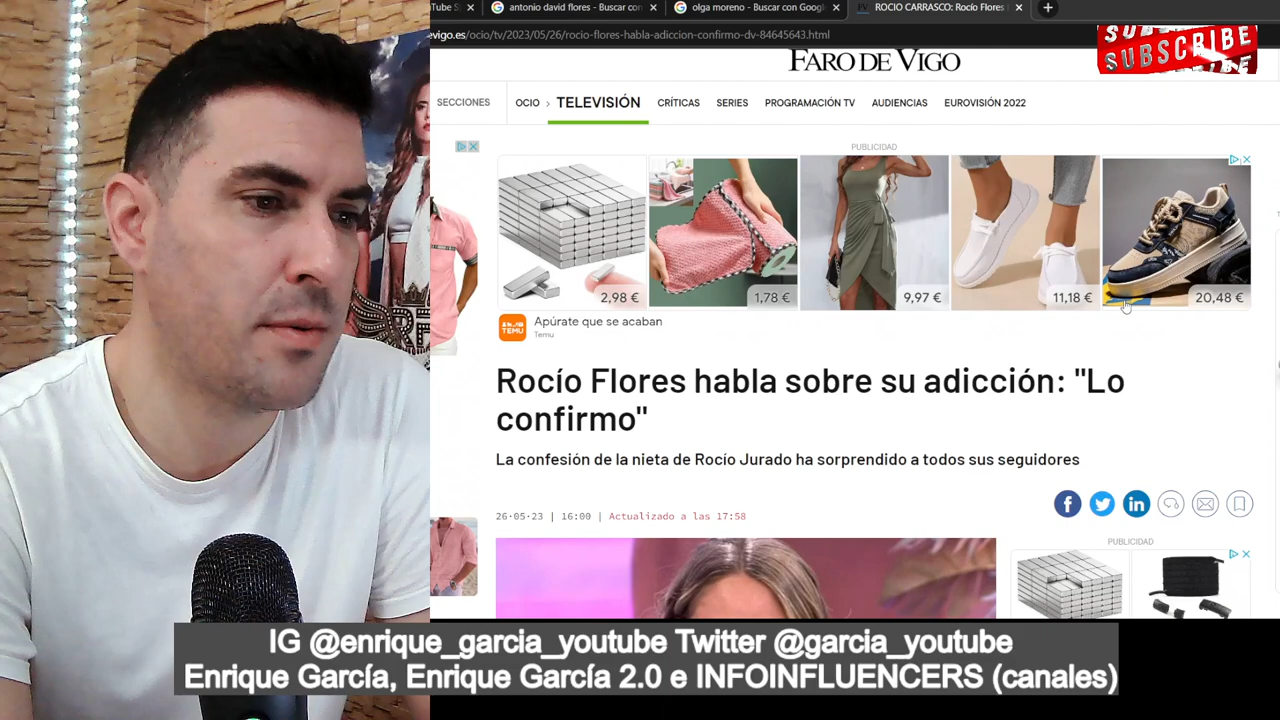 antonio david flores - Buscar con
olga moreno - Buscar con Google
ROCIO CARRASCO: Rocío Flores
evigo.es/ocio/tv/2023/05/26/rocio-flores-habla-adiccion-confirmo-dv-84645643.html
SUBSCRIBE
FARO DE VIGO
SECCIONES
OCIO > TELEVISIÓN CRÍTICAS SERIES PROGRAMACIÓN TV AUDIENCIAS EUROVISIÓN 2022
PUBLICIDAD
2,98 € 1,78 € 9,97 € 11,18 € 20,48 €
TEMU
Apúrate que se acaban
Temu
Rocío Flores habla sobre su adicción: "Lo
confirmo"
La confesión de la nieta de Rocío Jurado ha sorprendido a todos sus seguidores
26·05·23 | 16:00 | Actualizado a las 17:58
PUBLICIDAD
IG @enrique_garcia_youtube Twitter @garcia_youtube
Enrique García, Enrique García 2.0 e INFOINFLUENCERS (canales)